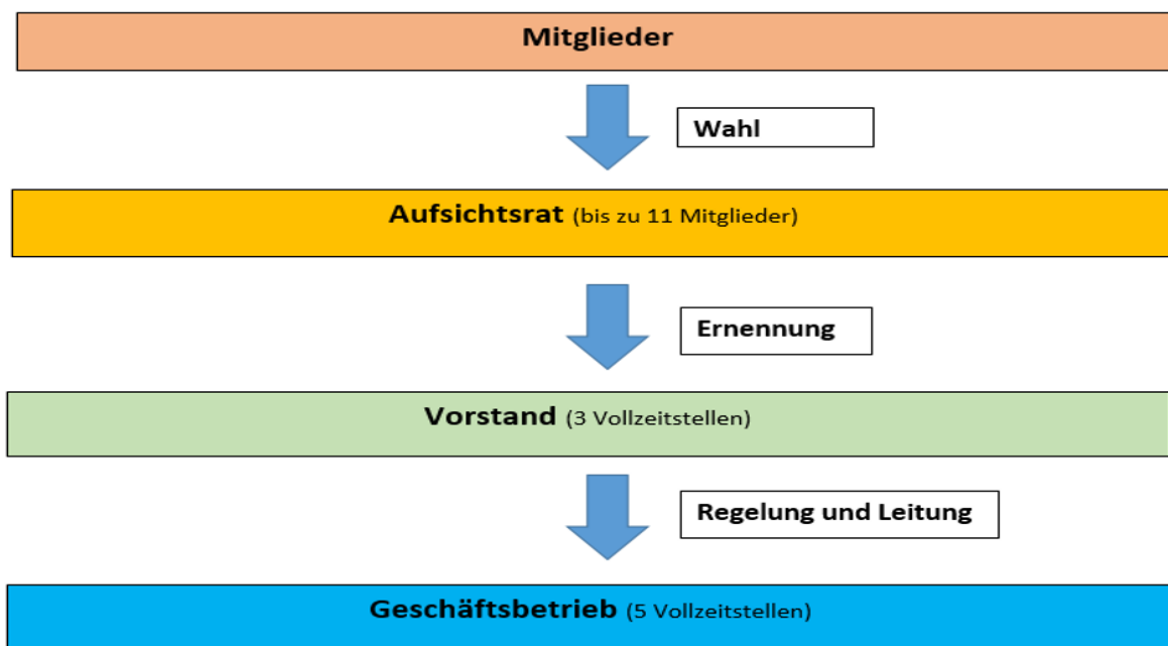 Mitglieder
Wahl
Aufsichtsrat (bis zu 11 Mitglieder)
Ernennung
Vorstand (3 Vollzeitstellen)
Regelung und Leitung
Geschäftsbetrieb (5 Vollzeitstellen)